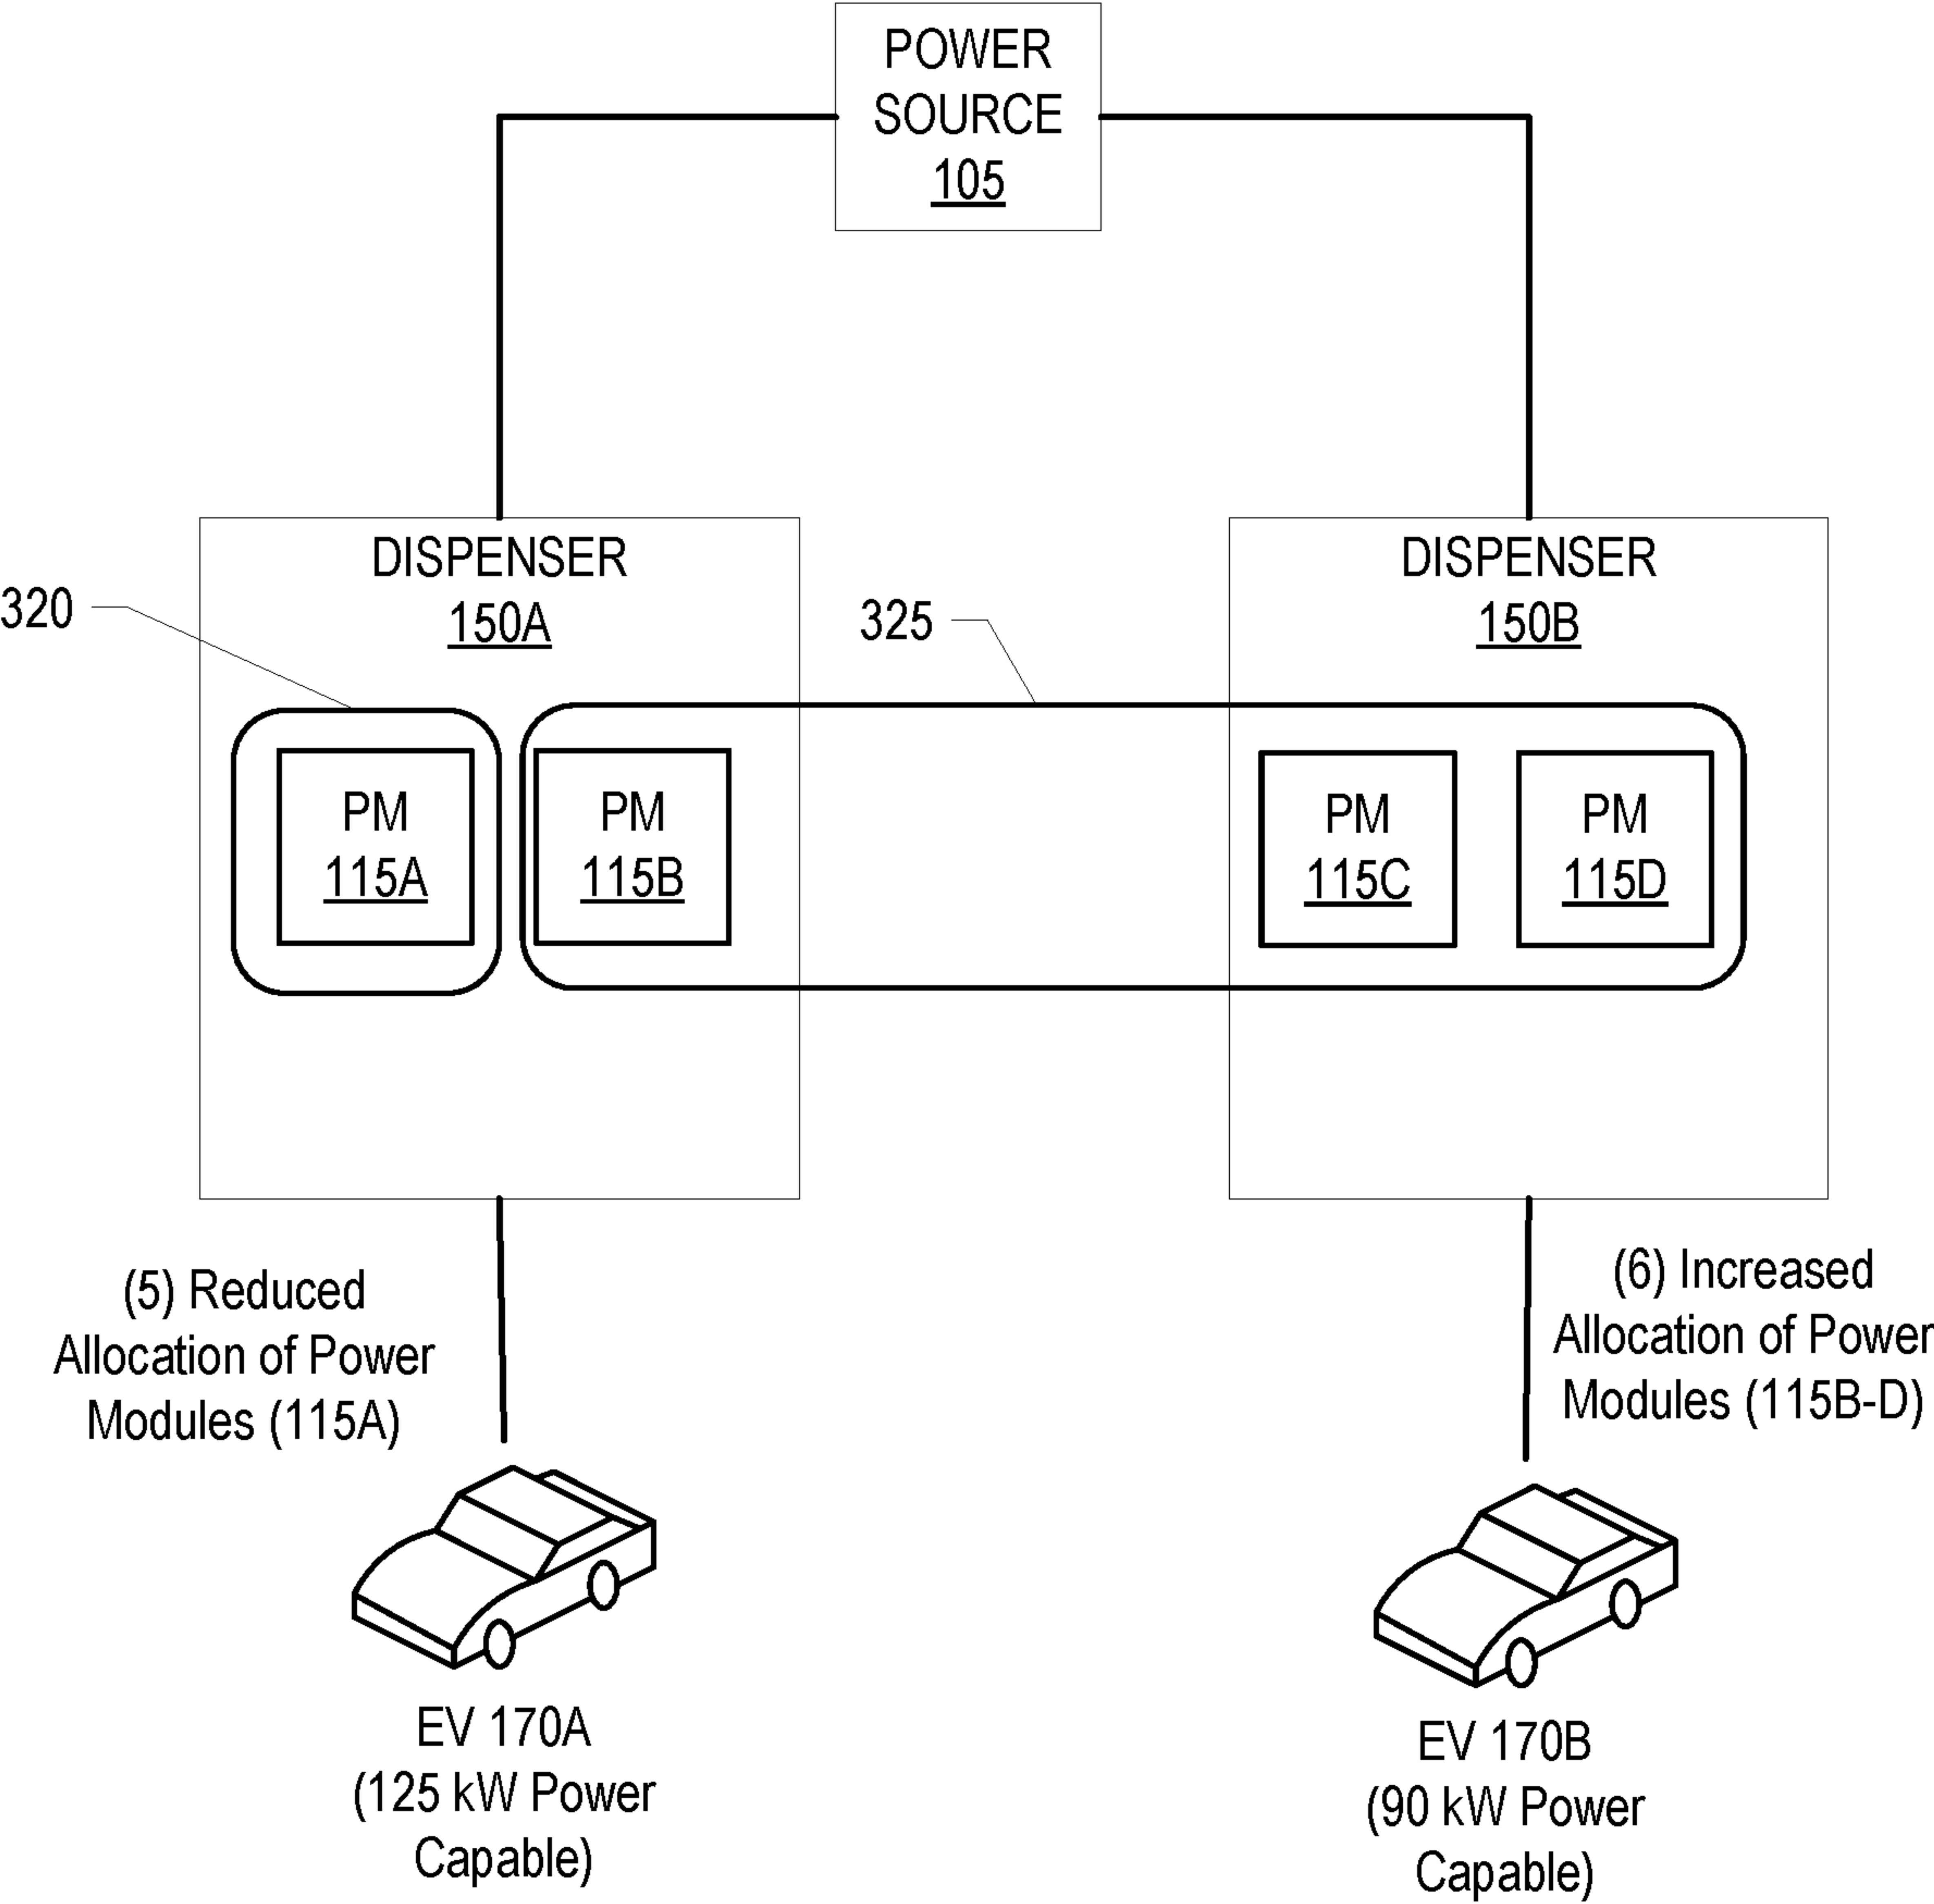 POWER
SOURCE
105
DISPENSER
150A
DISPENSER
150B
320
325
PM
115A
PM
115B
PM
115C
PM
115D
(5) Reduced
Allocation of Power
Modules (115A)
(6) Increased
Allocation of Power
Modules (115B-D)
EV 170A
(125 kW Power
Capable)
EV 170B
(90 kW Power
Capable)